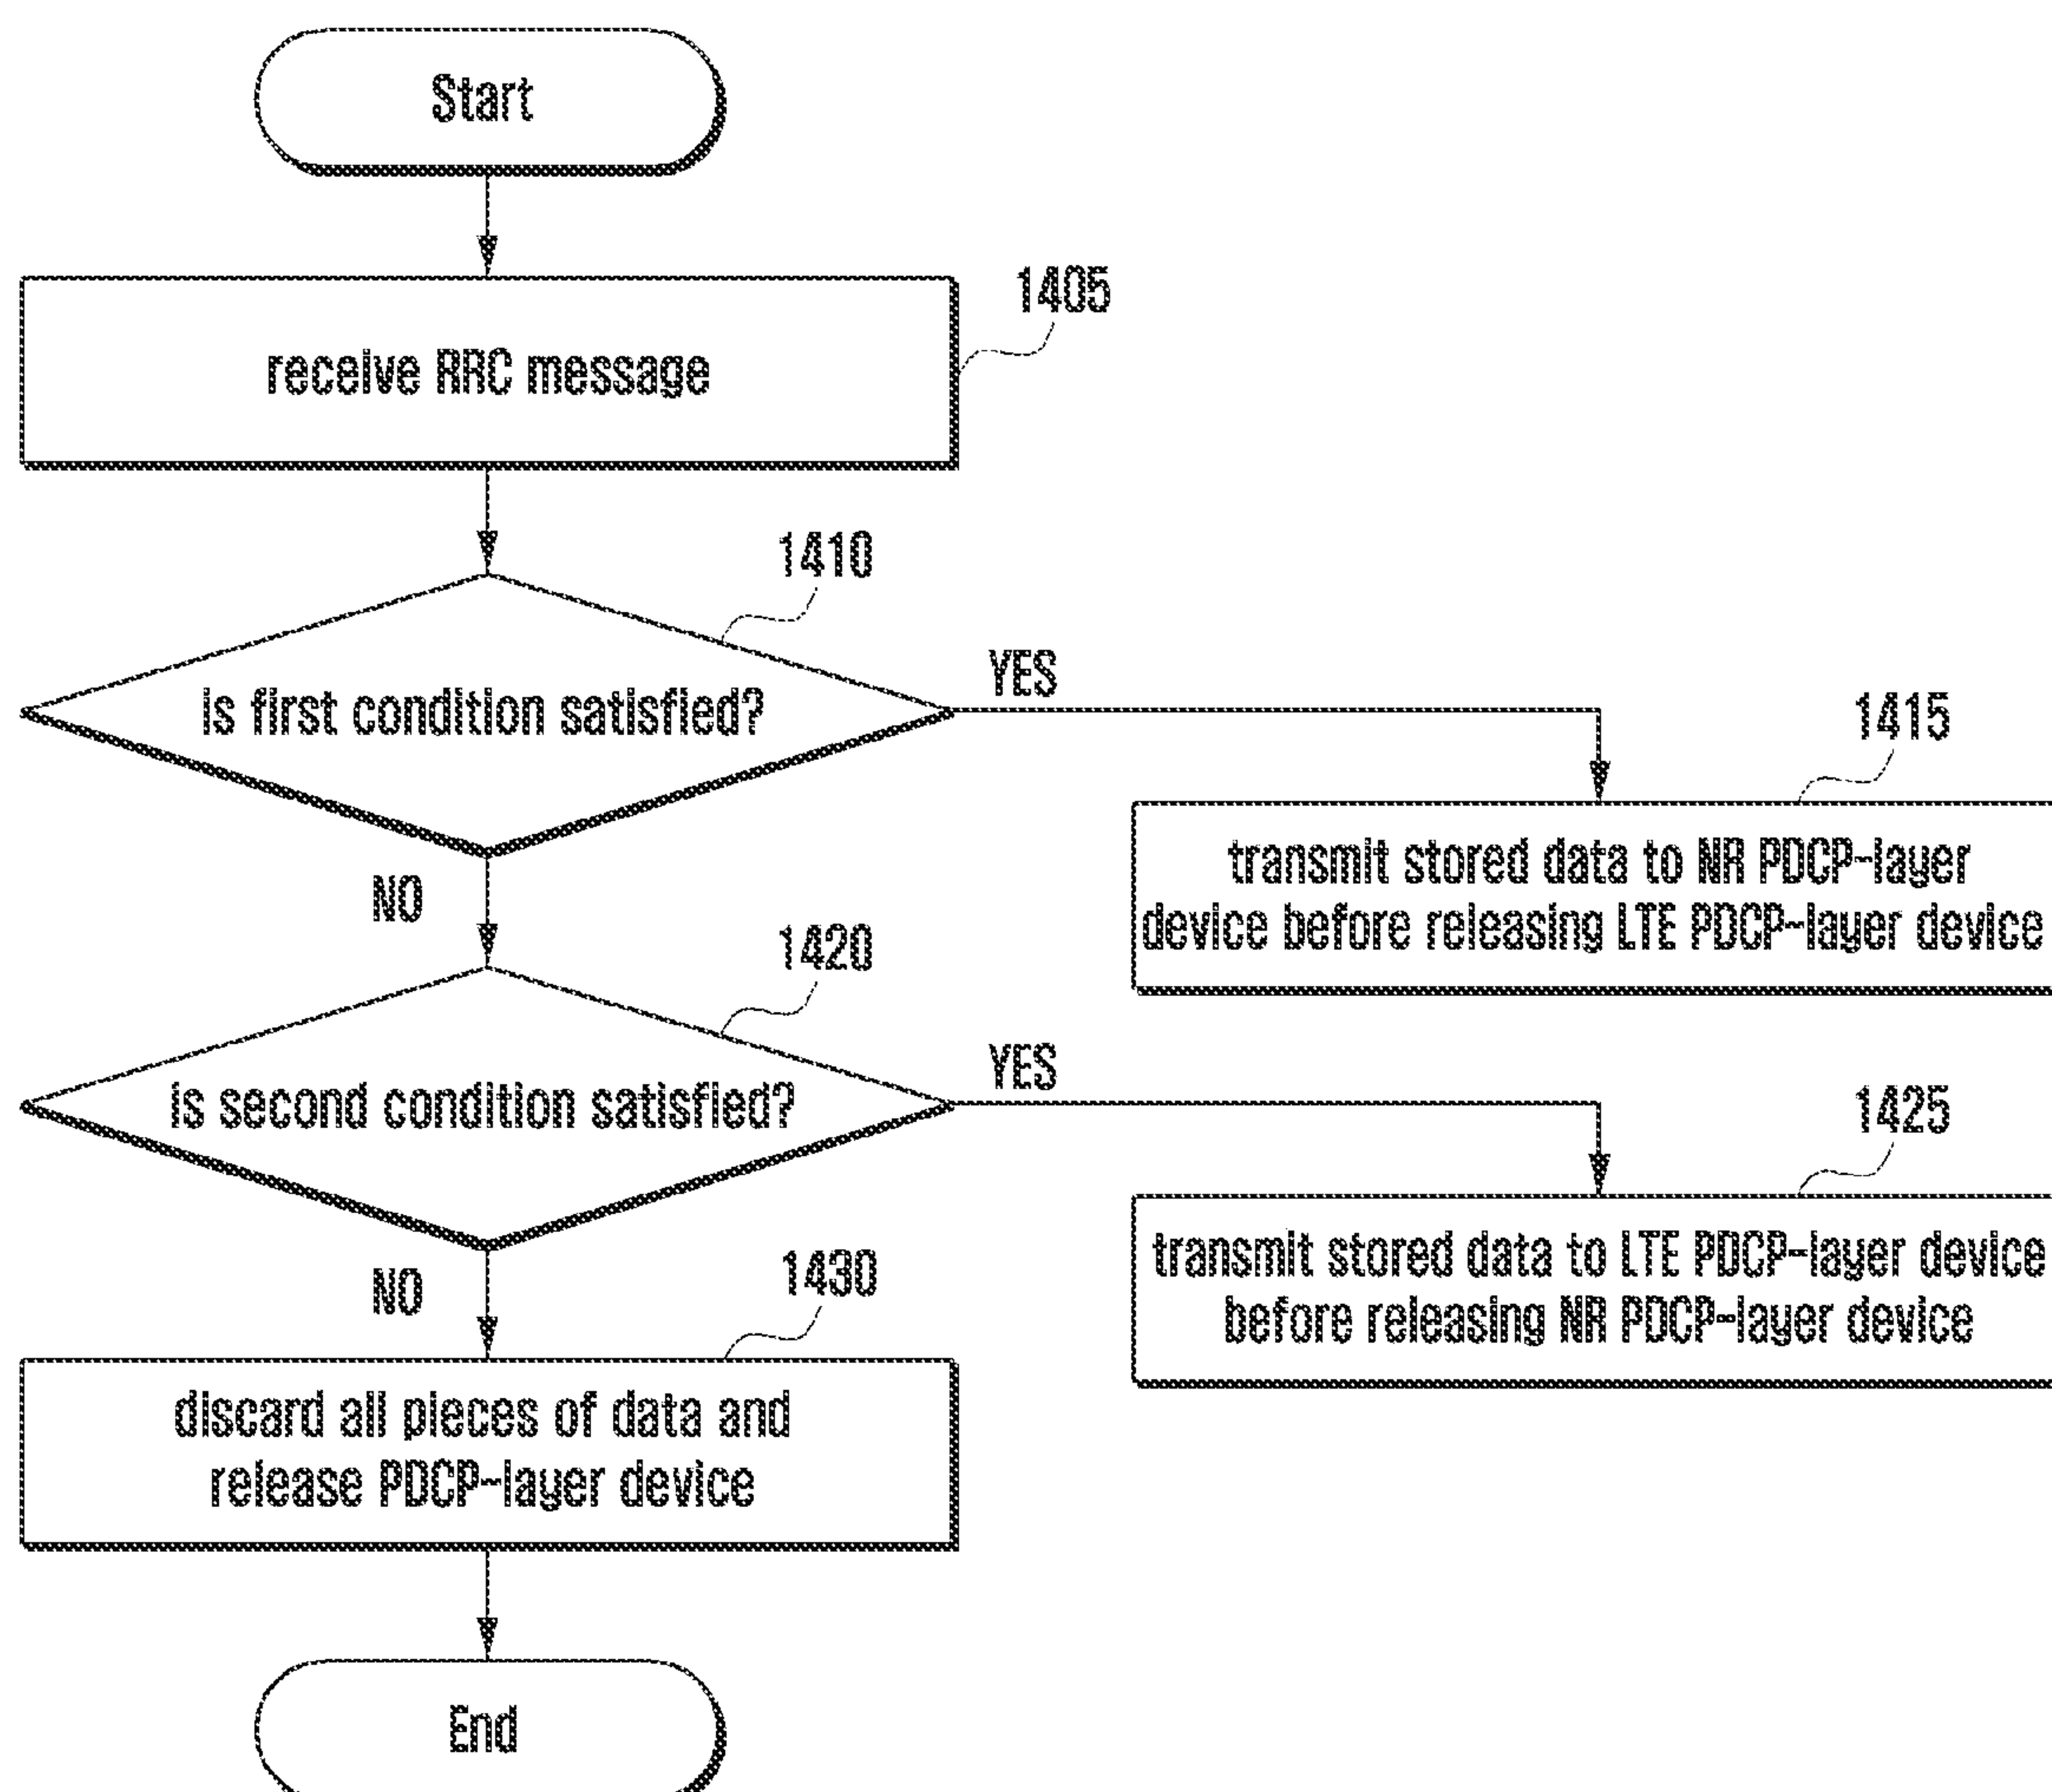 Start
1405
receive RRC message
1410
is first condition satisfied?
YES
1415
transmit stored data to NR PDCP-layer
device before releasing LTE PDCP-layer device
NO
1420
is second condition satisfied?
YES
1425
transmit stored data to LTE PDCP-layer device
before releasing NR PDCP-layer device
NO
1430
discard all pieces of data and
release PDCP-layer device
End